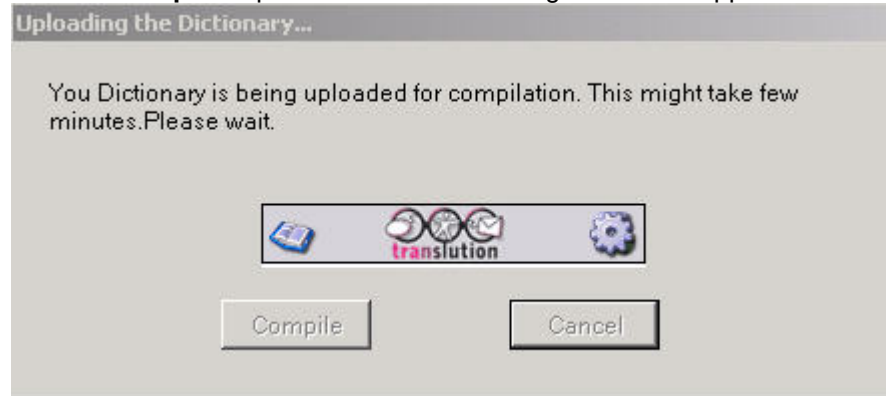 Uploading the Dictionary...
You Dictionary is being uploaded for compilation. This might take few
minutes.Please wait.
translution
Compile
Cancel